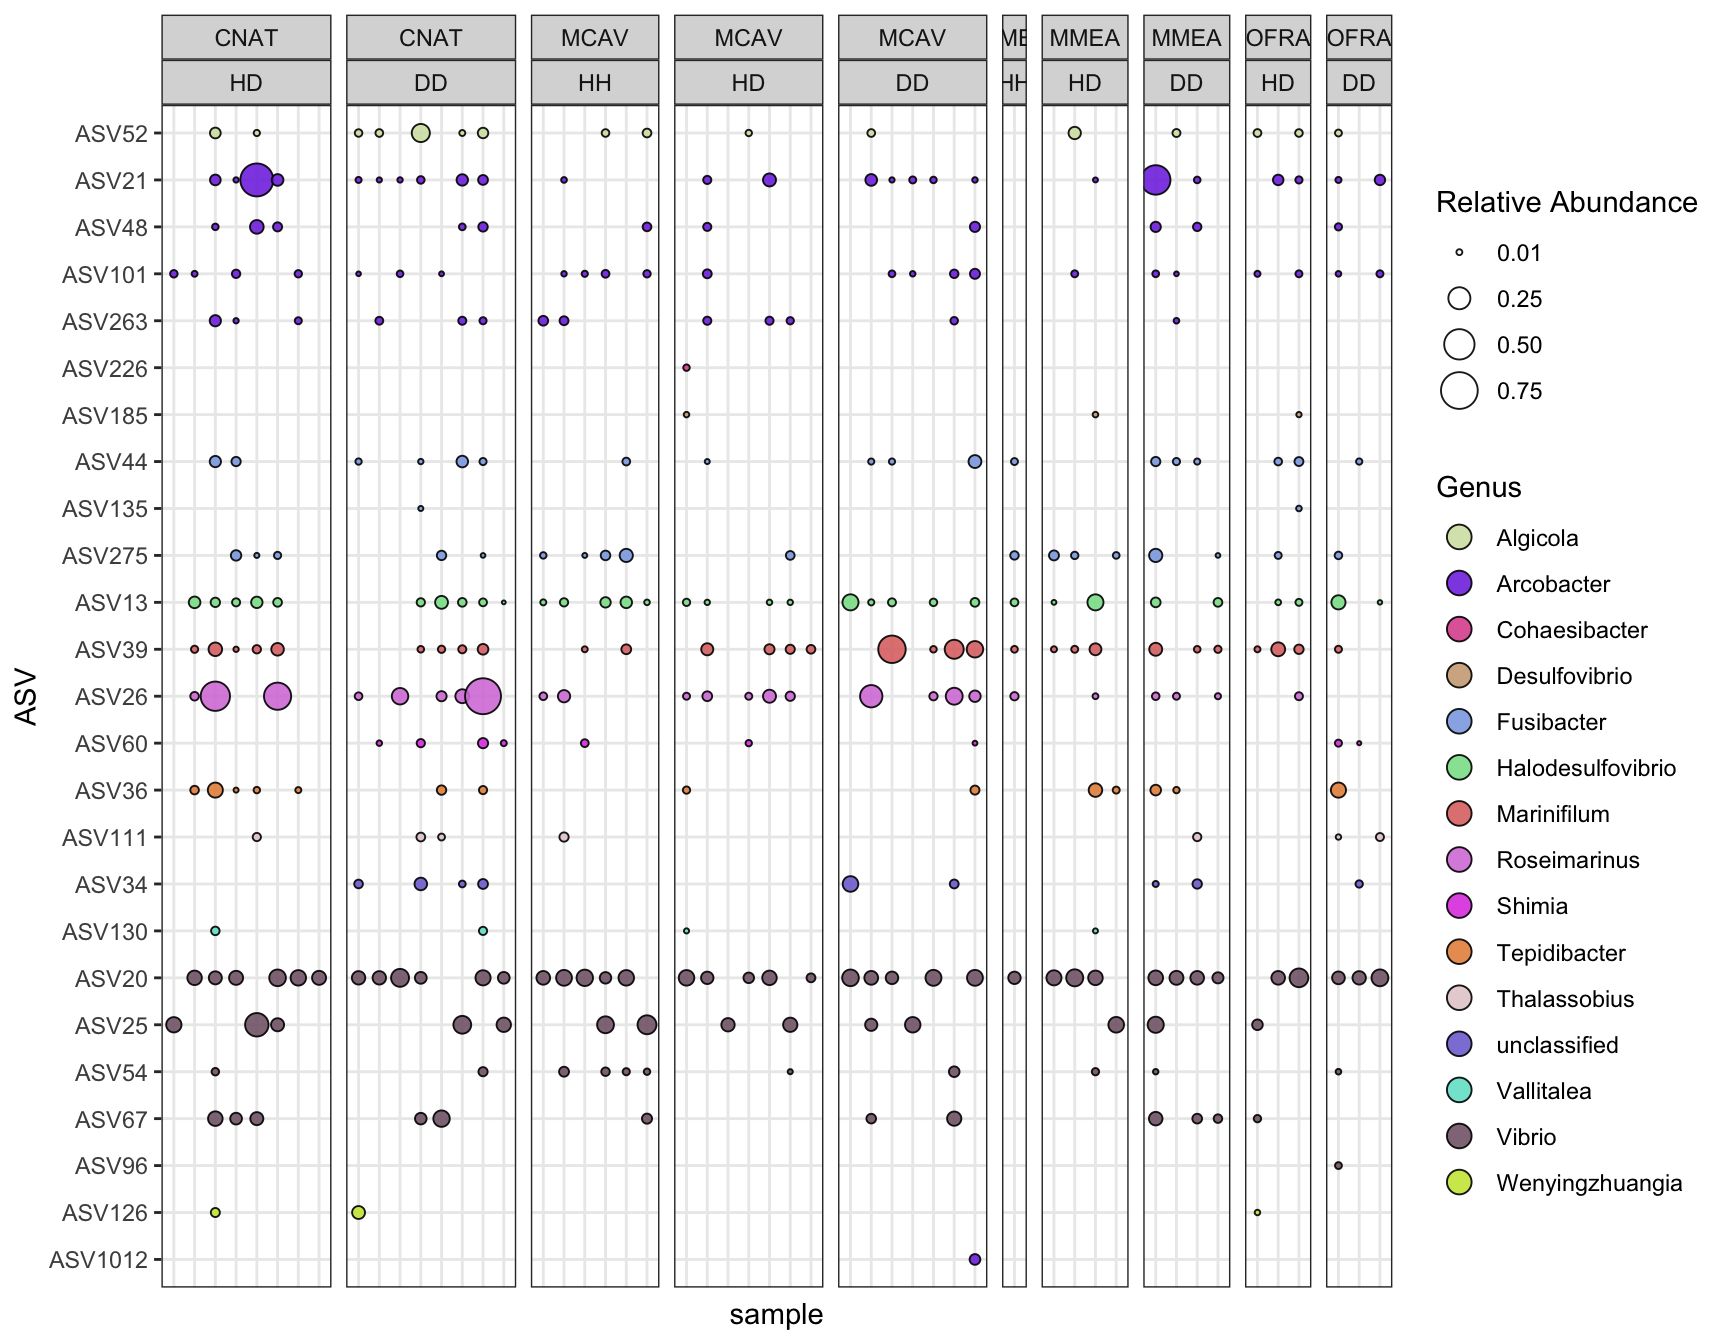 CNAT CNAT MCAV MCAV MCAV ME MMEA MMEA OFRA OFRA
HD DD HH HD DD HH HD DD HD DD
ASV52
ASV21
ASV48
ASV101
ASV263
ASV226
ASV185
ASV44
ASV135
ASV275
ASV13
ASV39
ASV26
ASV60
ASV36
ASV111
ASV34
ASV130
ASV20
ASV25
ASV54
ASV67
ASV96
ASV126
ASV1012
ASV
sample
Relative Abundance
0.01
0.25
0.50
0.75
Genus
Algicola
Arcobacter
Cohaesibacter
Desulfovibrio
Fusibacter
Halodesulfovibrio
Marinifilum
Roseimarinus
Shimia
Tepidibacter
Thalassobius
unclassified
Vallitalea
Vibrio
Wenyingzhuangia